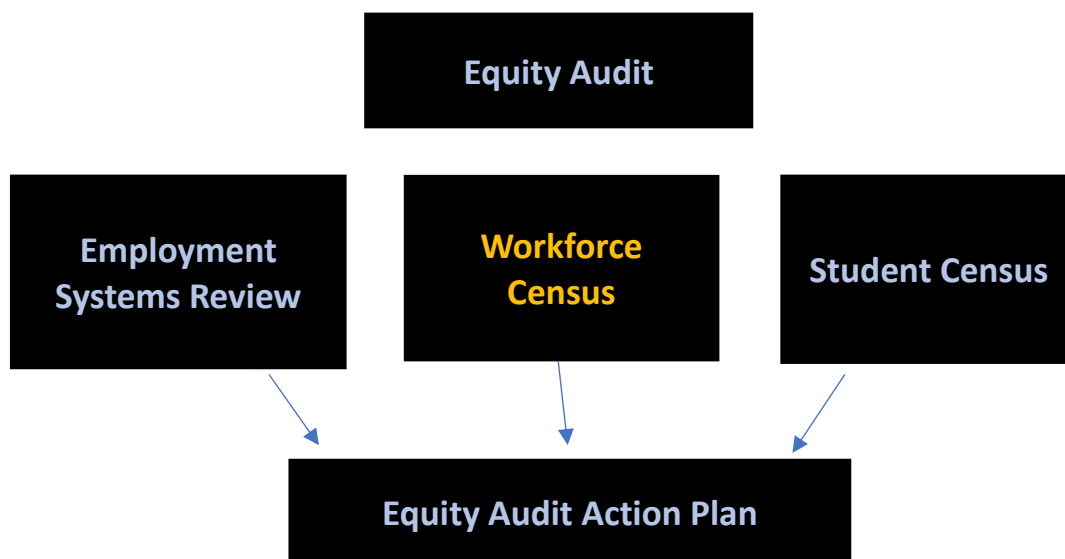 Equity Audit
Employment
Systems Review
Workforce
Census
Student Census
Equity Audit Action Plan